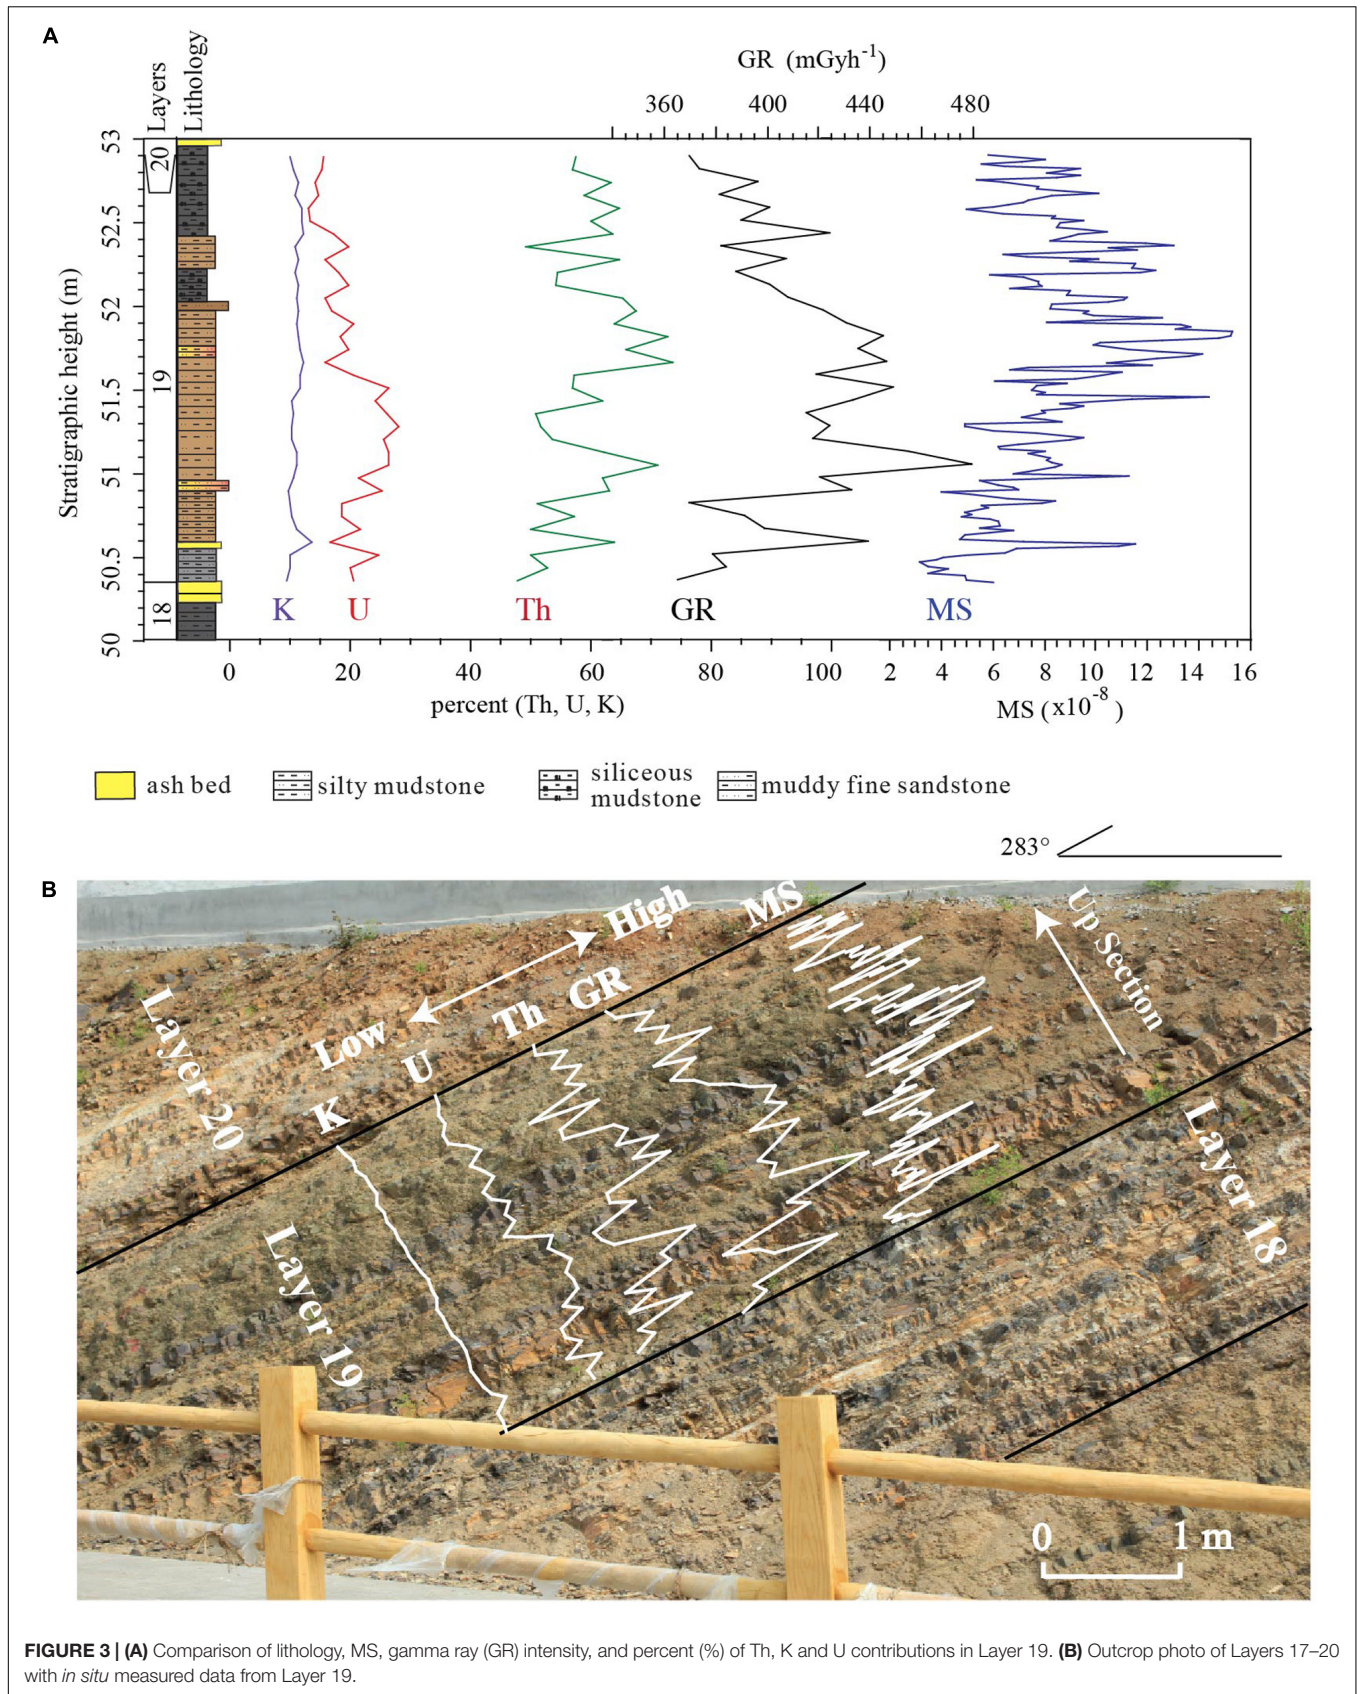 A
Layers
Lithology
GR (mGyh-1)
360 400 440 480
Stratigraphic height (m)
53
52.5
52
51.5
51
50.5
50
20
19
18
K U Th GR MS
0 20 40 60 80 100 2 4 6 8 10 12 14 16
percent (Th, U, K)
MS (x10-8)
ash bed
silty mudstone
siliceous
mudstone
muddy fine sandstone
283°
B
Layer 20
Low
High
K
U
Th
GR
MS
Up Section
Layer 19
Layer 18
0 1 m
FIGURE 3 | (A) Comparison of lithology, MS, gamma ray (GR) intensity, and percent (%) of Th, K and U contributions in Layer 19. (B) Outcrop photo of Layers 17–20
with in situ measured data from Layer 19.